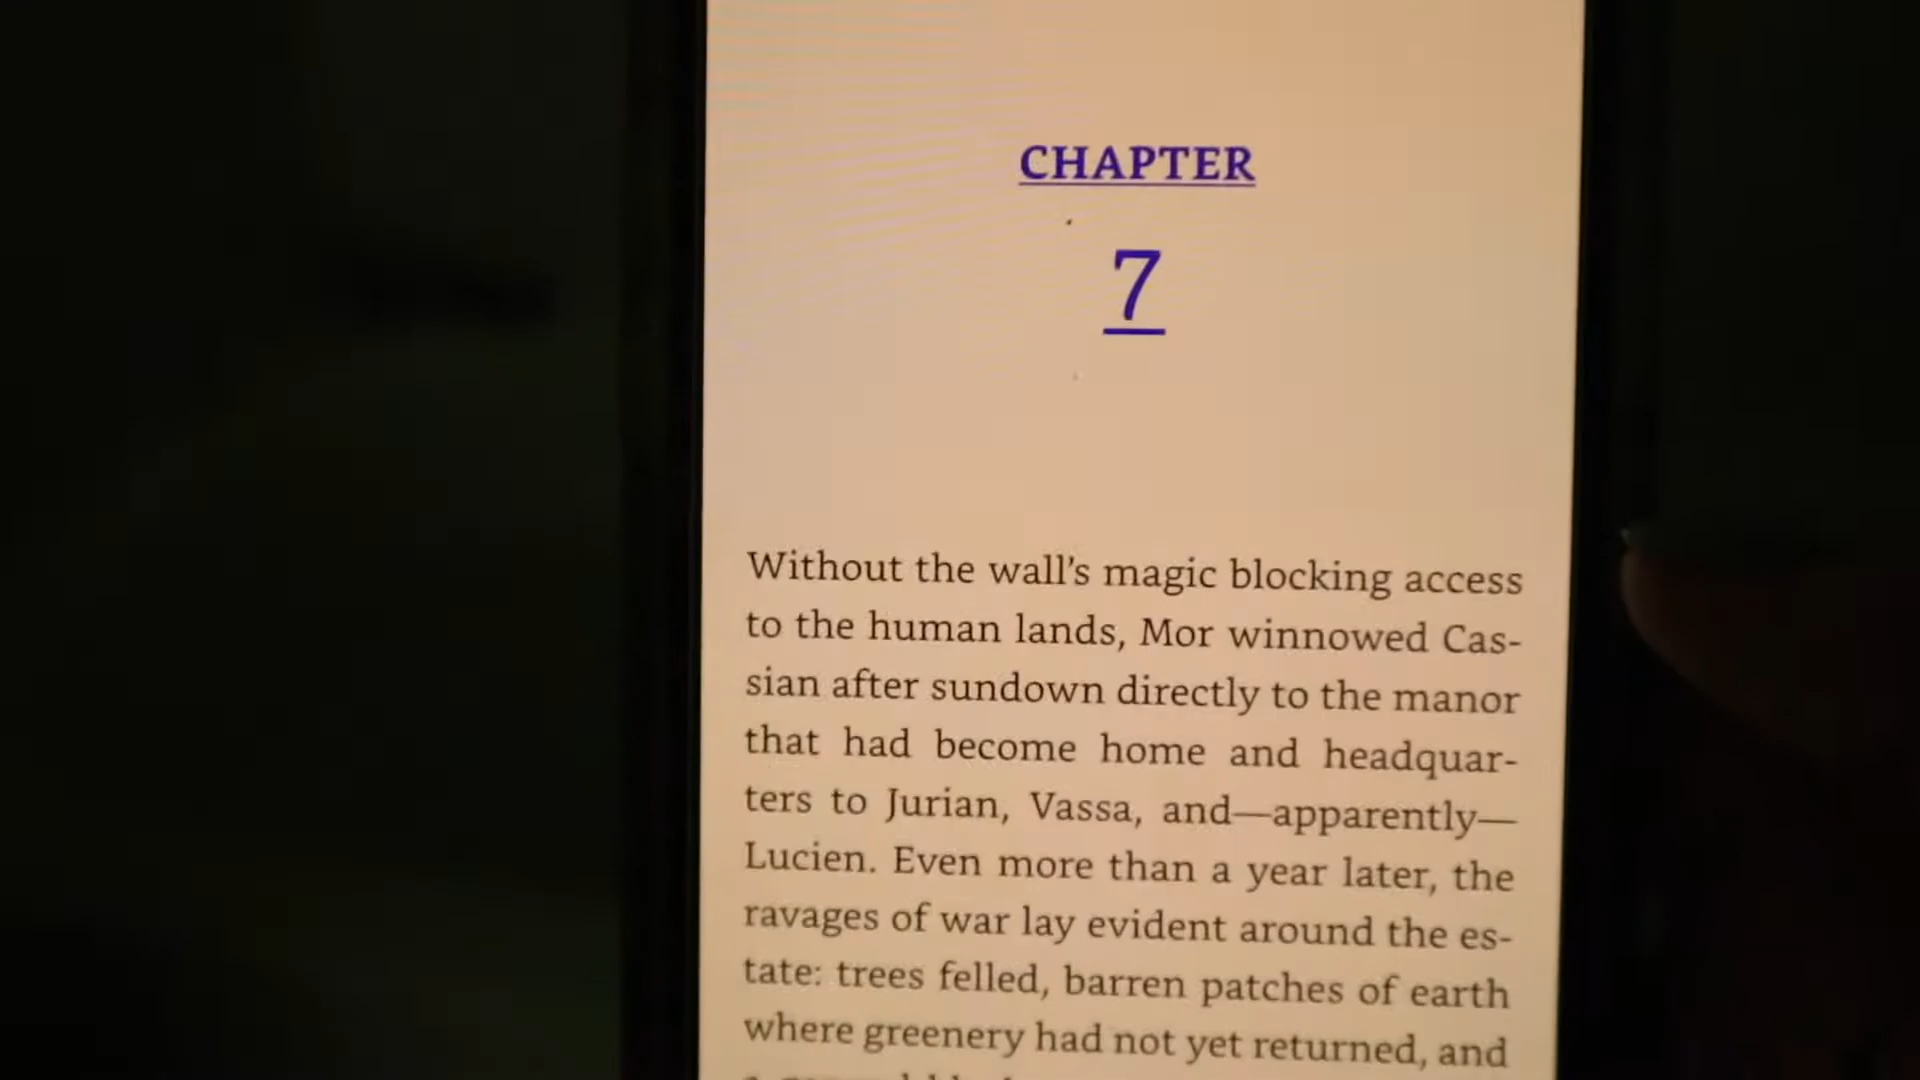 CHAPTER
7
Without the wall's magic blocking access
to the human lands, Mor winnowed Cas-
sian after sundown directly to the manor
that had become home and headquar-
ters to Jurian, Vassa, and—apparently—
Lucien. Even more than a year later, the
ravages of war lay evident around the es-
tate: trees felled, barren patches of earth
where greenery had not yet returned, and